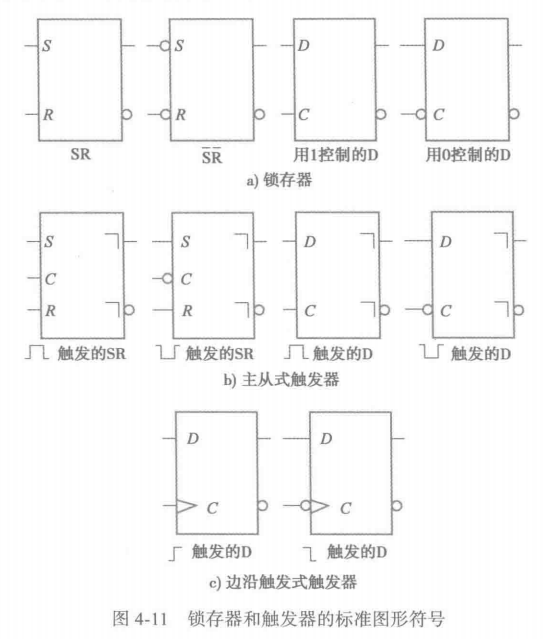 S S D D
R R C C
SR S̅R̅ 用1控制的D 用0控制的D
a) 锁存器
S S D D
C C
R R C C
触发的SR 触发的SR 触发的D 触发的D
b) 主从式触发器
D D
C C
触发的D 触发的D
c) 边沿触发式触发器
图 4-11 锁存器和触发器的标准图形符号